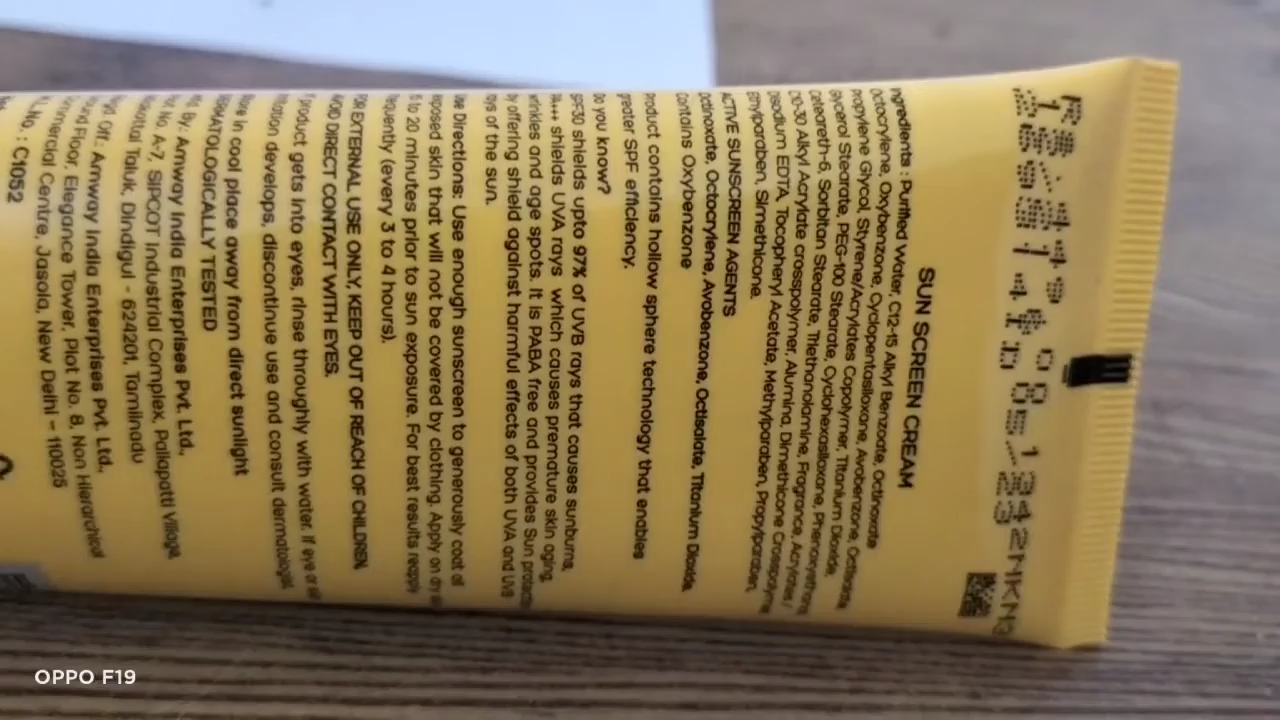 SUN SCREEN CREAM
Ingredients : Purified Water, C12-15 Alkyl Benzoate, Octinoxate
Octocrylene, Oxybenzone, Cyclopentasiloxane, Avobenzone, Octisalate
Propylene Glycol, Styrene/Acrylates Copolymer, Titanium Dioxide,
Glycerol Stearate, PEG-100 Stearate, Cyclohexasiloxane,
Ceteareth-6, Sorbitan Stearate, Triethanolamine, Fragrance, Acrylates /
C10-30 Alkyl Acrylate crosspolymer, Alumina, Dimethicone Crosspolymer
Disodium EDTA, Tocopheryl Acetate, Methylparaben, Propylparaben,
Ethylparaben, Simethicone.
ACTIVE SUNSCREEN AGENTS
Octinoxate, Octocrylene, Avobenzone, Octisalate, Titanium Dioxide,
Contains Oxybenzone
product contains hollow sphere technology that enables
greater SPF efficiency.
Do you know?
SPF30 shields upto 97% of UVB rays that causes sunburns,
PA+++ shields UVA rays which causes premature skin aging,
wrinkles and age spots. It is PABA free and provides Sun
by offering shield against harmful effects of both UVA and UVB
rays of the sun.
Use Directions: Use enough sunscreen to generously coat all
exposed skin that will not be covered by clothing. Apply on dry
15 to 20 minutes prior to sun exposure. For best results reapply
frequently (every 3 to 4 hours).
FOR EXTERNAL USE ONLY, KEEP OUT OF REACH OF CHILDREN.
AVOID DIRECT CONTACT WITH EYES.
If product gets into eyes, rinse throughly with water. If eye or
irritation develops, discontinue use and consult dermatologist.
Store in cool place away from direct sunlight
DERMATOLOGICALLY TESTED
By: Amway India Enterprises Pvt. Ltd.,
No. A-7, SIPCOT Industrial Complex, Pallapatti Village,
Taluk, Dindigul - 624201, Tamilnadu
Off.: Amway India Enterprises Pvt. Ltd.,
Ground Floor, Elegance Tower, Plot No. 8, Non Hierarchical
Commercial Centre, Jasola, New Delhi – 110025
No. : C1052
OPPO F19